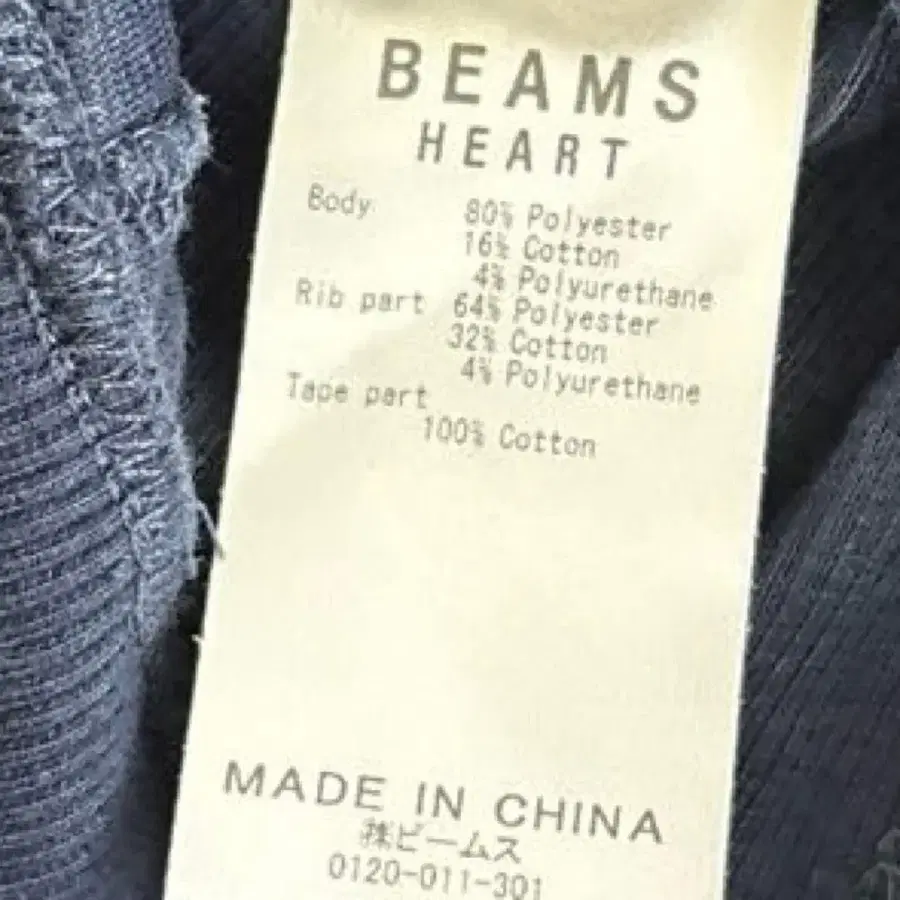 BEAMS
HEART
Body 80% Polyester
16% Cotton
4% Polyurethane
Rib part 64% Polyester
32% Cotton
4% Polyurethane
Tape part
100% Cotton
MADE IN CHINA
㈱ビームス
0120-011-301